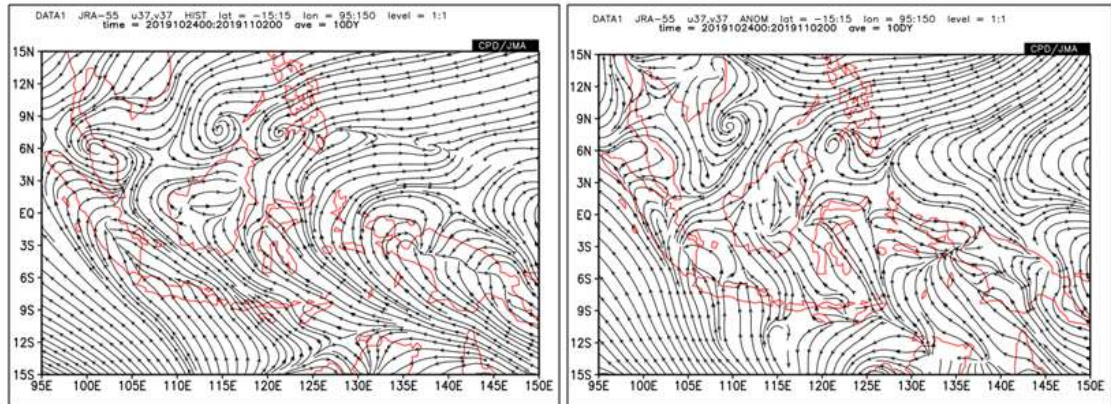 DATA1 JRA-55 u37,v37 HIST lat = -15:15 lon = 95:150 level = 1:1
time = 2019102400:2019110200 ave = 10DY
CPD/JMA
15N
12N
9N
6N
3N
EQ
3S
6S
9S
12S
15S
95E 100E 105E 110E 115E 120E 125E 130E 135E 140E 145E 150E
DATA1 JRA-55 u37,v37 ANOM lat = -15:15 lon = 95:150 level = 1:1
time = 2019102400:2019110200 ave = 10DY
CPD/JMA
15N
12N
9N
6N
3N
EQ
3S
6S
9S
12S
15S
95E 100E 105E 110E 115E 120E 125E 130E 135E 140E 145E 150E